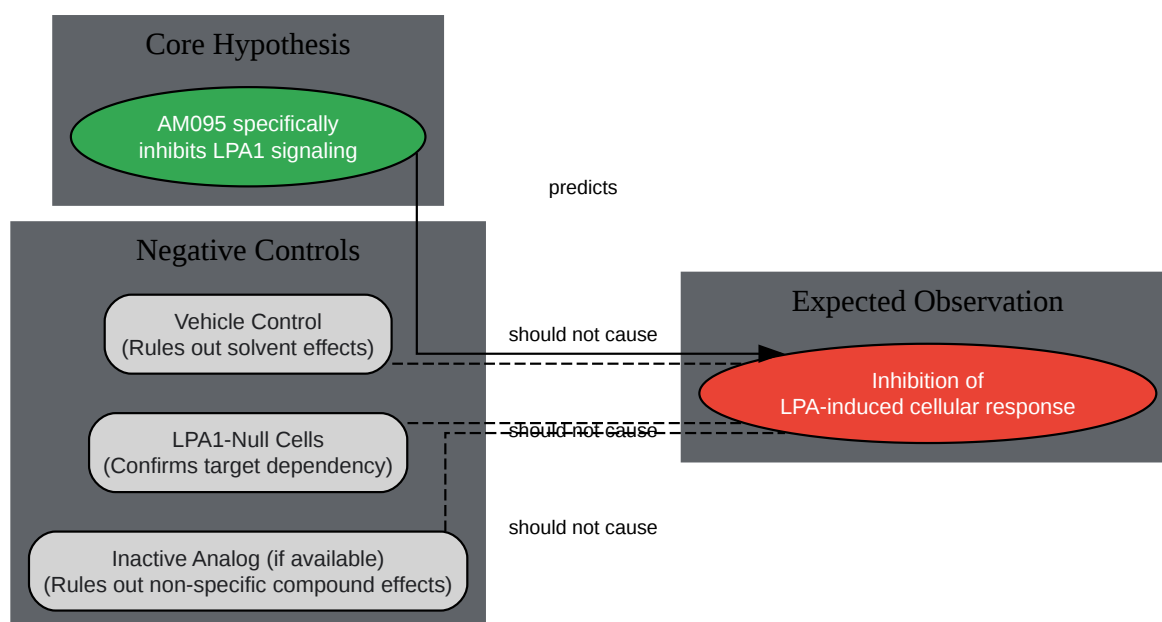 Core Hypothesis
AM095 specifically
inhibits LPA1 signaling
predicts
Negative Controls
Vehicle Control
(Rules out solvent effects)
should not cause
Expected Observation
Inhibition of
LPA-induced cellular response
LPA1-Null Cells
(Confirms target dependency)
should not cause
Inactive Analog (if available)
(Rules out non-specific compound effects)
should not cause